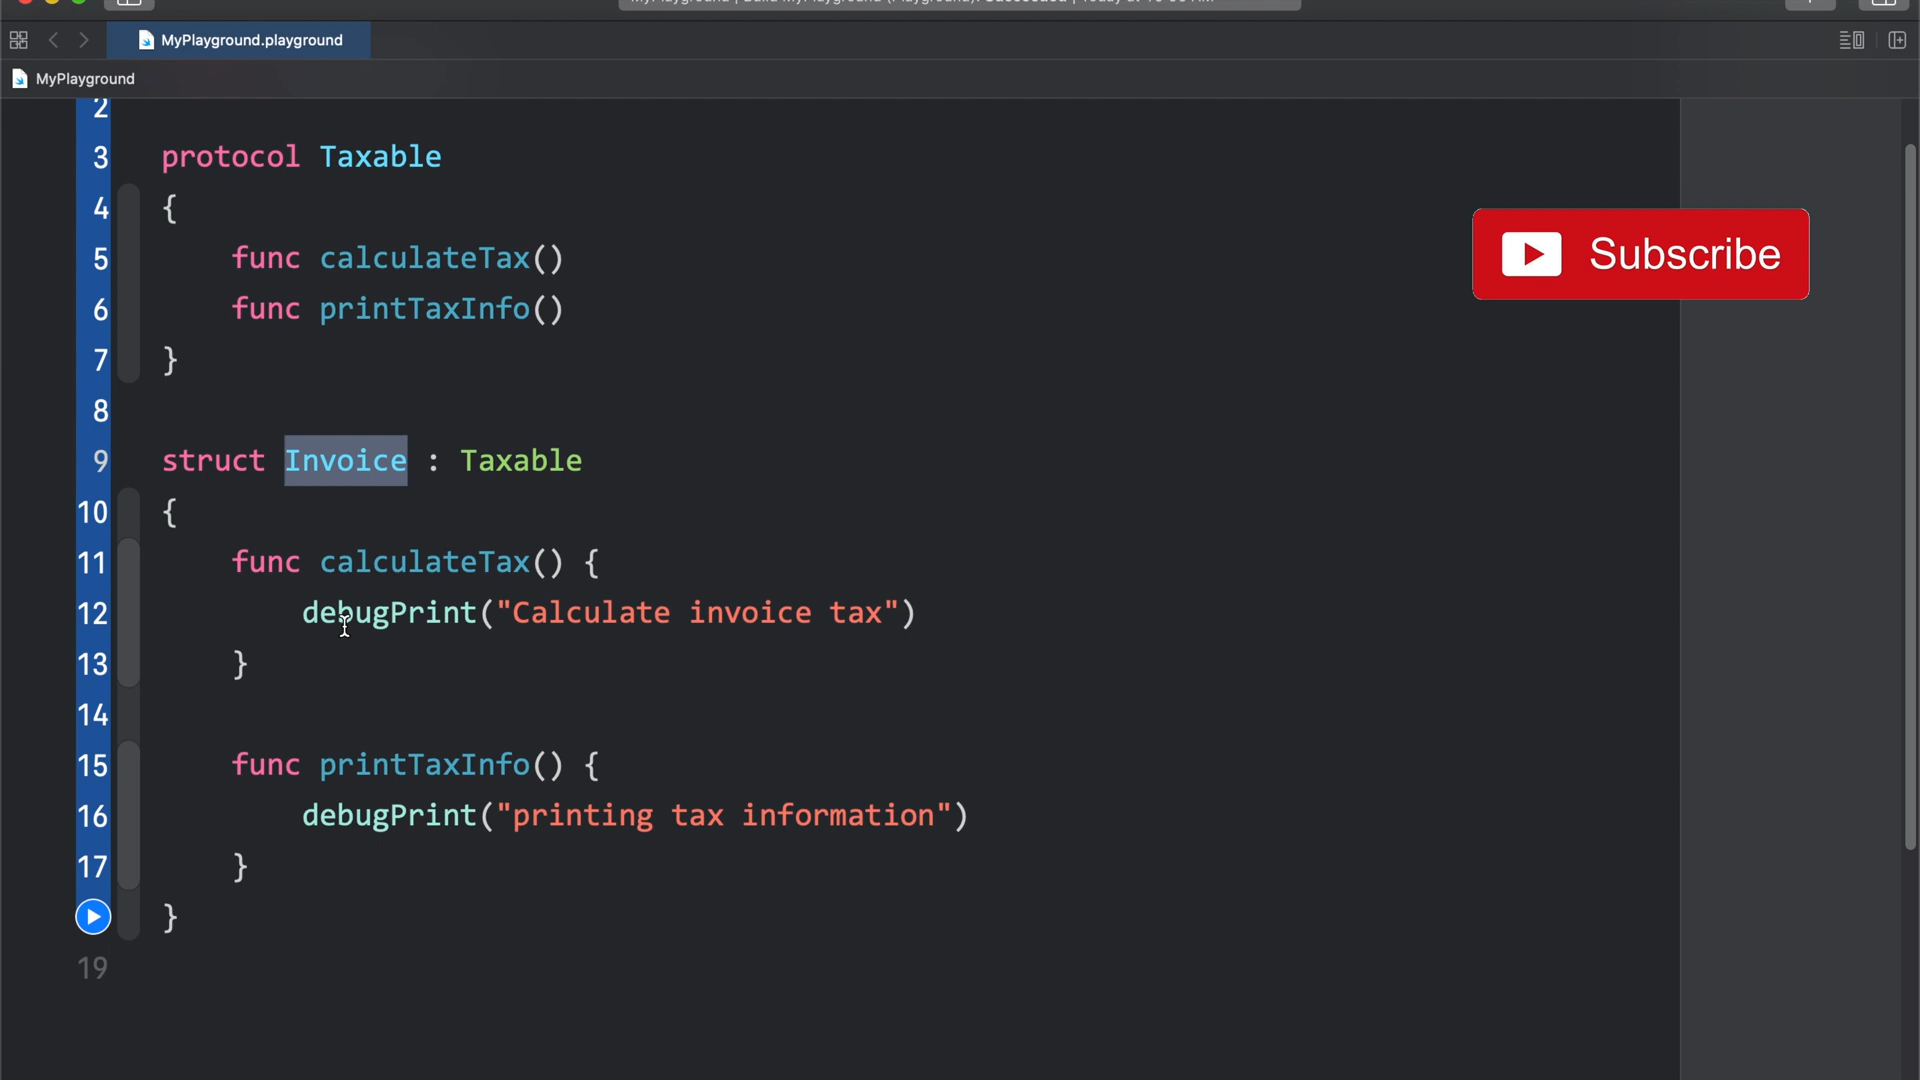 MyPlayground.playground
MyPlayground
2
3 protocol Taxable
4 {
5 func calculateTax()
6 func printTaxInfo()
7 }
8
9 struct Invoice : Taxable
10 {
11 func calculateTax() {
12 debugPrint("Calculate invoice tax")
13 }
14
15 func printTaxInfo() {
16 debugPrint("printing tax information")
17 }
}
19
Subscribe